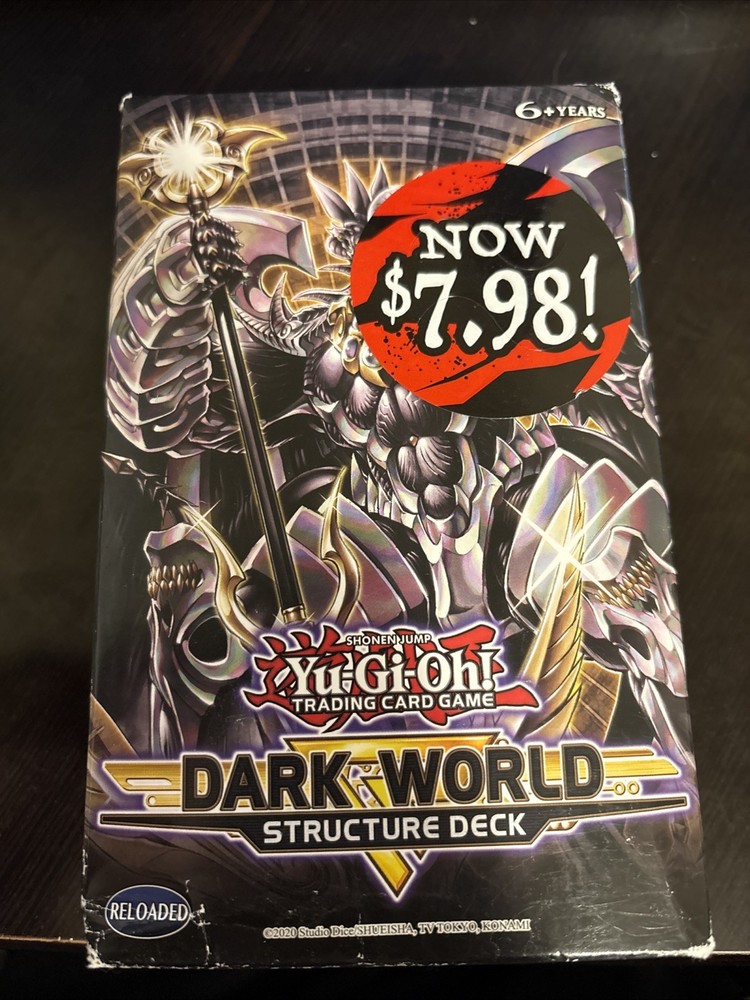 6+YEARS
NOW
$7.98!
SHONEN JUMP
Yu-Gi-Oh!
TRADING CARD GAME
DARK WORLD
STRUCTURE DECK
RELOADED
©2020 Studio Dice/SHUEISHA, TV TOKYO, KONAMI